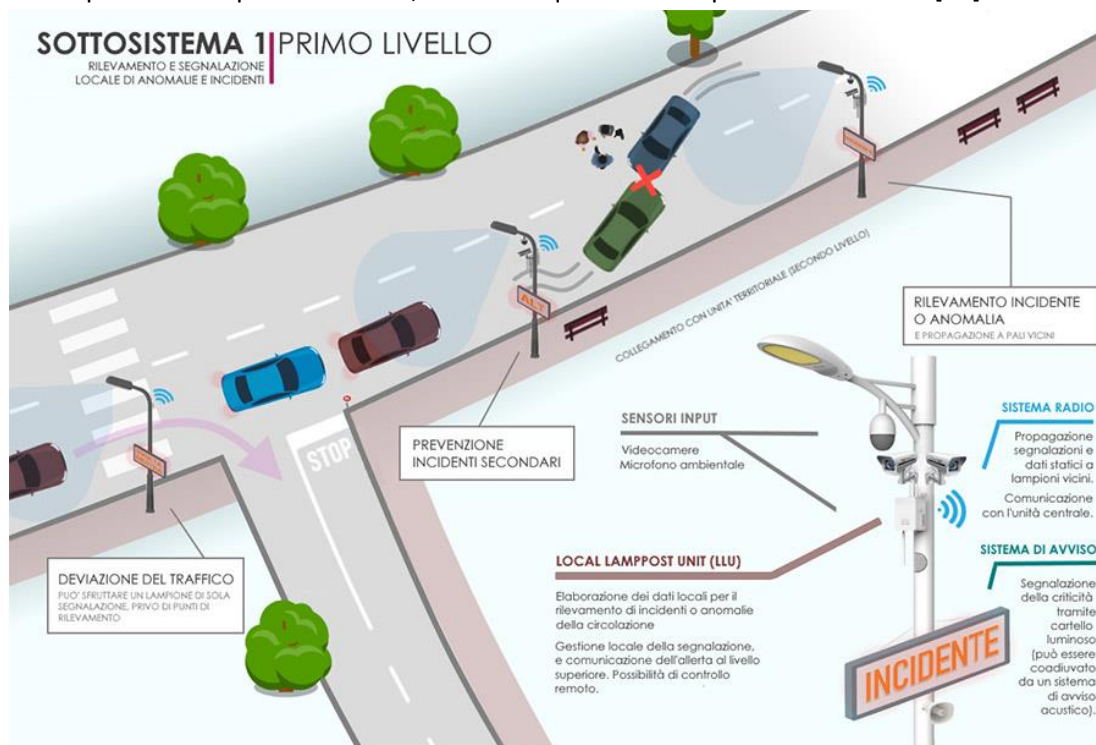 SOTTOSISTEMA 1 PRIMO LIVELLO
RILEVAMENTO E SEGNALAZIONE
LOCALE DI ANOMALIE E INCIDENTI
ALT
STOP
COLLEGAMENTO CON UNITA' TERRITORIALE (SECONDO LIVELLO)
RILEVAMENTO INCIDENTE
O ANOMALIA
E PROPAGAZIONE A PALI VICINI
PREVENZIONE
INCIDENTI SECONDARI
DEVIAZIONE DEL TRAFFICO
PUO' SFRUTTARE UN LAMPIONE DI SOLA
SEGNALAZIONE, PRIVO DI PUNTI DI
RILEVAMENTO
SENSORI INPUT
Videocamere
Microfono ambientale
LOCAL LAMPPOST UNIT (LLU)
Elaborazione dei dati locali per il
rilevamento di incidenti o anomalie
della circolazione
Gestione locale della segnalazione,
e comunicazione dell'allerta al livello
superiore. Possibilità di controllo
remoto.
SISTEMA RADIO
Propagazione
segnalazioni e
dati statici a
lampioni vicini.
Comunicazione
con l'unità centrale.
SISTEMA DI AVVISO
Segnalazione
della criticità
tramite
cartello
luminoso
(può essere
coadiuvato
da un sistema
di avviso
acustico).
INCIDENTE